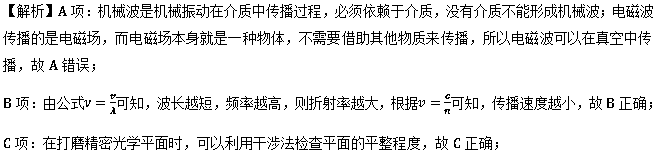 【解析】A 项：机械波是机械振动在介质中传播过程，必须依赖于介质，没有介质不能形成机械波；电磁波
传播的是电磁场，而电磁场本身就是一种物体，不需要借助其他物质来传播，所以电磁波可以在真空中传
播，故 A 错误；
B 项：由公式v=v/λ可知，波长越短，频率越高，则折射率越大，根据v=c/n可知，传播速度越小，故 B 正确；
C 项：在打磨精密光学平面时，可以利用干涉法检查平面的平整程度，故 C 正确；